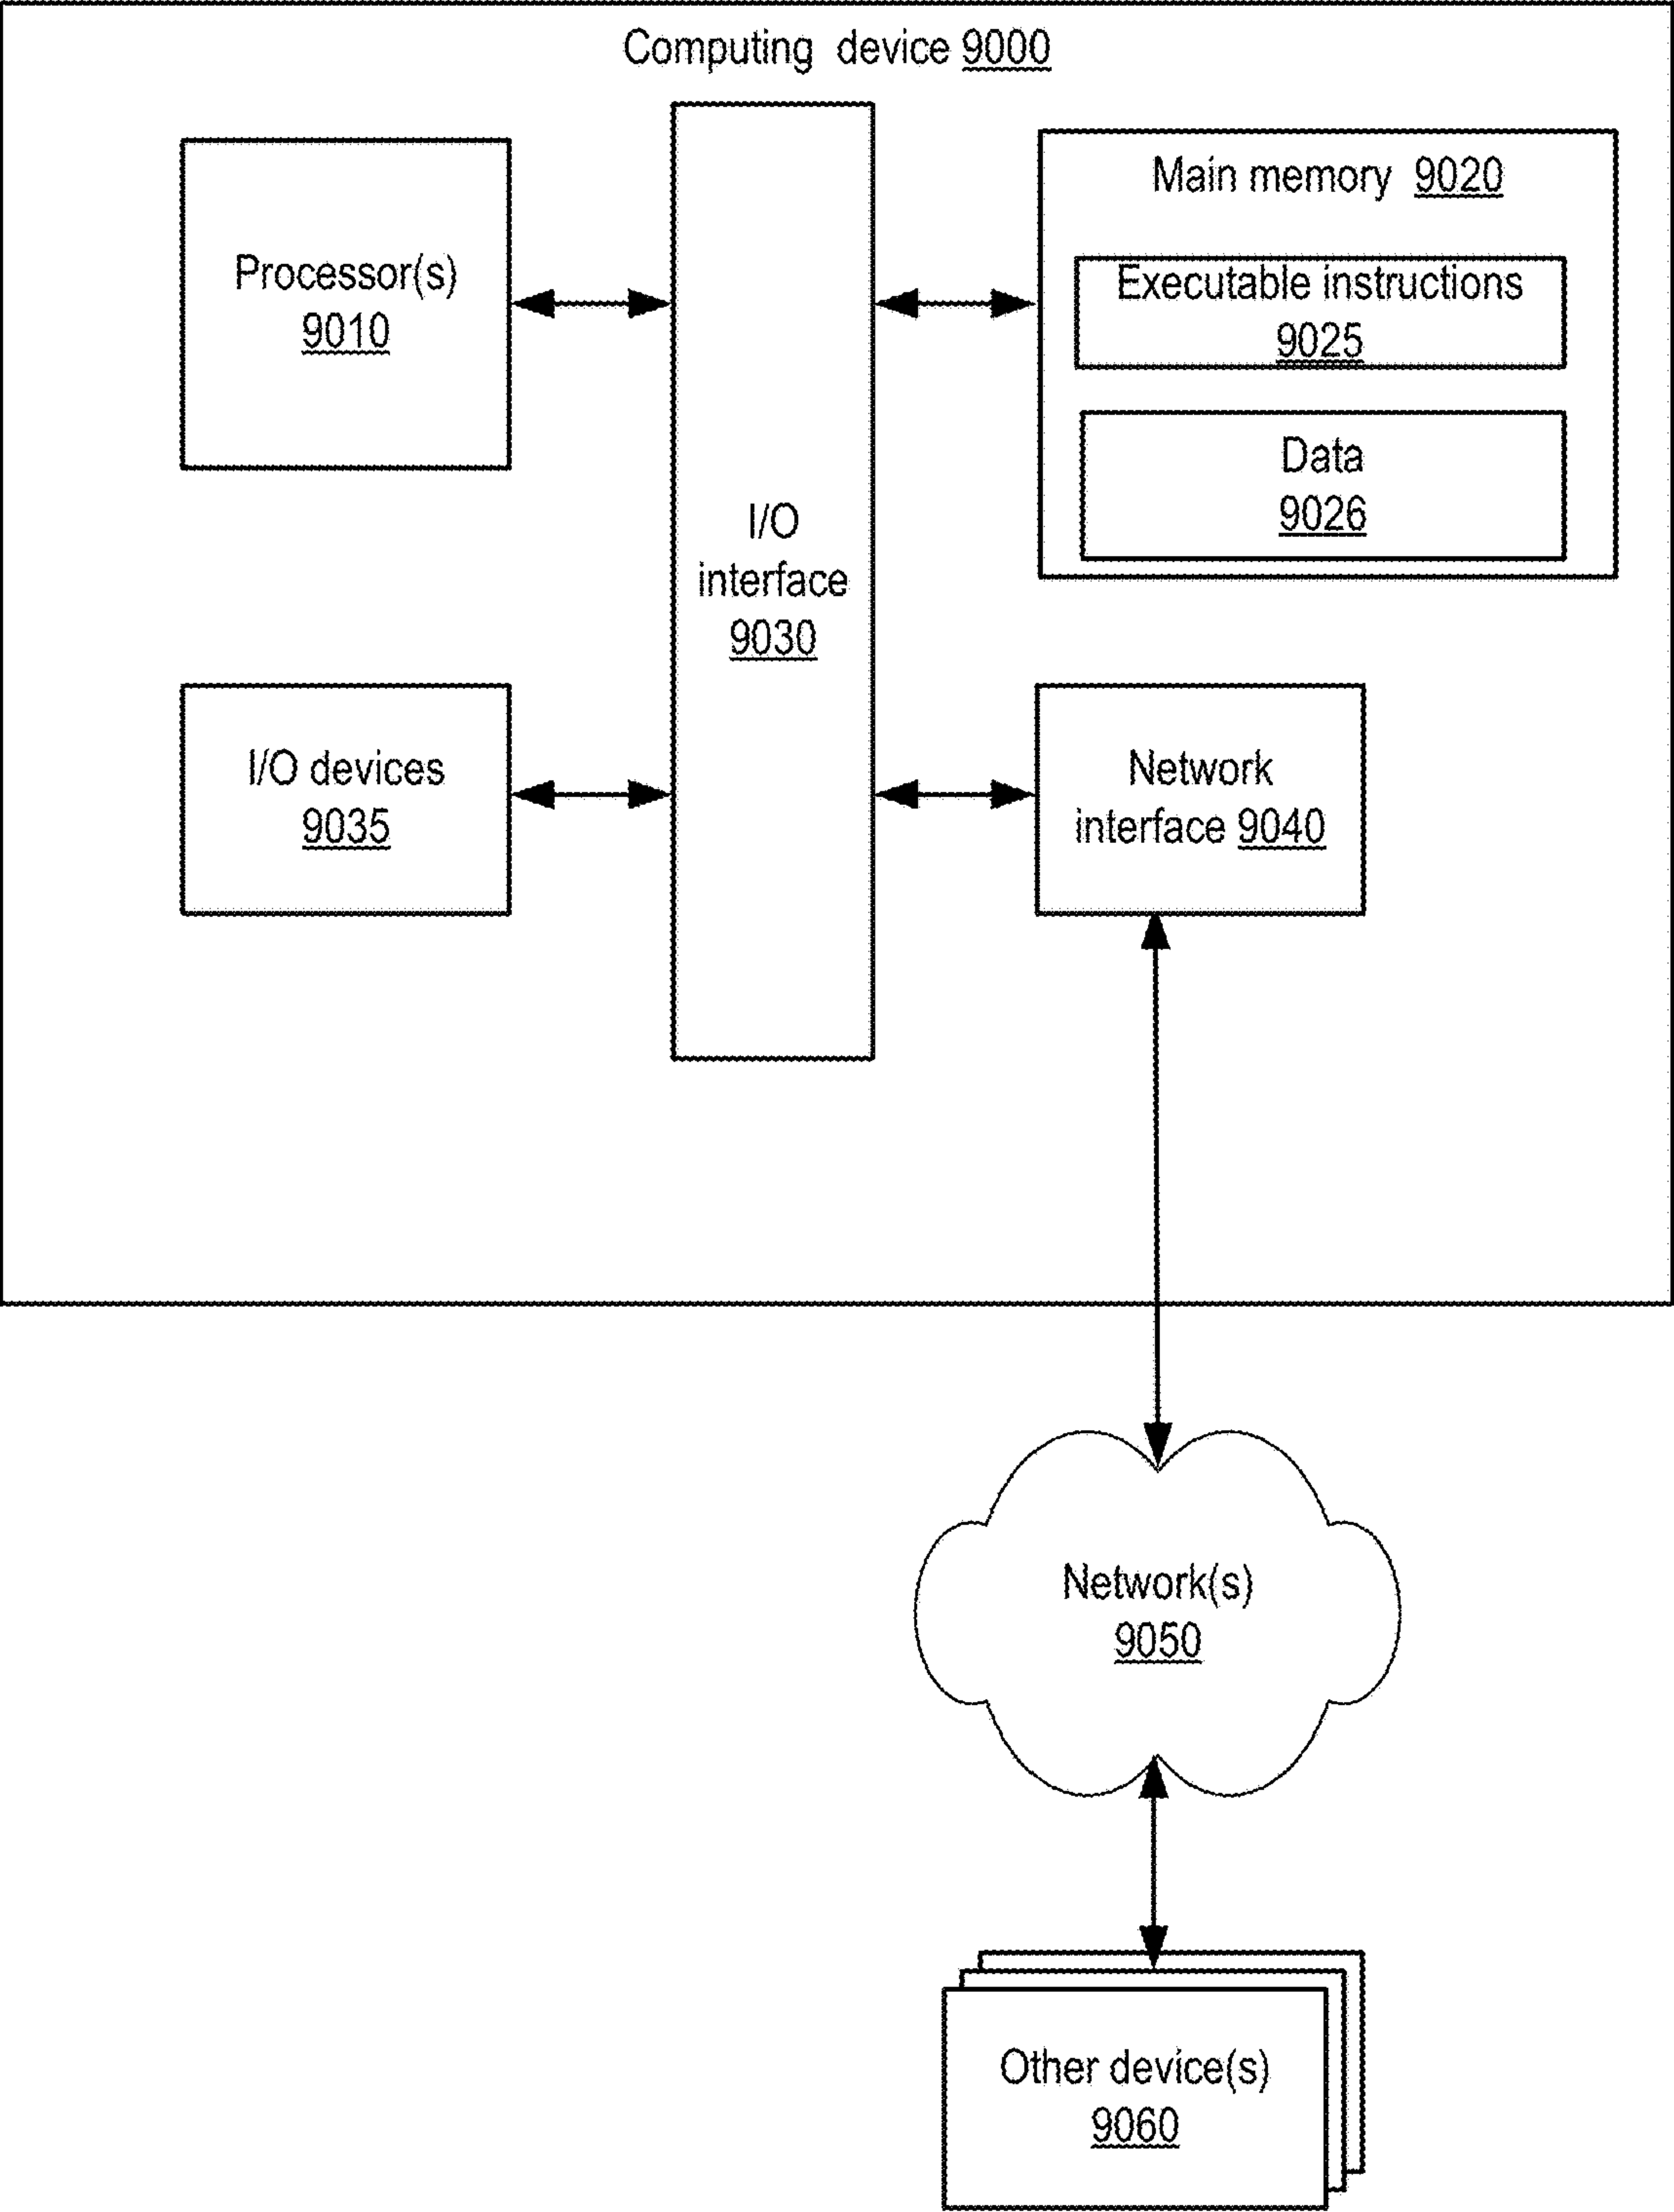 Computing device 9000
Processor(s)
9010
I/O
interface
9030
Main memory 9020
Executable instructions
9025
Data
9026
I/O devices
9035
Network
interface 9040
Network(s)
9050
Other device(s)
9060